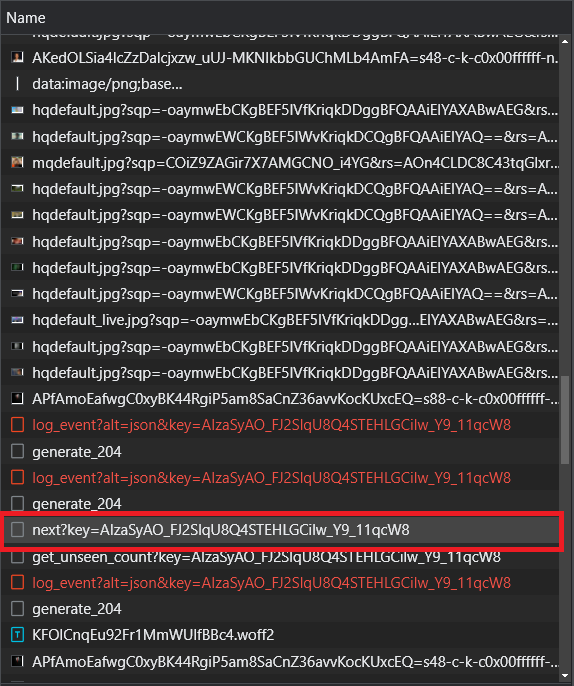 Name
AKedOLSia4lcZzDalcjxzw_uUJ-MKNIkbbGUChMLb4AmFA=s48-c-k-c0x00ffffff-n...
data:image/png;base...
hqdefault.jpg?sqp=-oaymwEbCKgBEF5IVfKriqkDDggBFQAAiEIYAXABwAEG&rs...
hqdefault.jpg?sqp=-oaymwEWCKgBEF5IWvKriqkDCQgBFQAAiEIYAQ==&rs=A...
mqdefault.jpg?sqp=COiZ9ZAGir7X7AMGCNO_i4YG&rs=AOn4CLDC8C43tqGlxr...
hqdefault.jpg?sqp=-oaymwEbCKgBEF5IVfKriqkDDggBFQAAiEIYAXABwAEG&rs...
hqdefault.jpg?sqp=-oaymwEbCKgBEF5IVfKriqkDDggBFQAAiEIYAXABwAEG&rs...
hqdefault.jpg?sqp=-oaymwEbCKgBEF5IVfKriqkDDggBFQAAiEIYAXABwAEG&rs...
hqdefault.jpg?sqp=-oaymwEbCKgBEF5IVfKriqkDDggBFQAAiEIYAXABwAEG&rs...
hqdefault.jpg?sqp=-oaymwEWCKgBEF5IWvKriqkDCQgBFQAAiEIYAQ==&rs=A...
hqdefault_live.jpg?sqp=-oaymwEbCKgBEF5IVfKriqkDDgg...EIYAXABwAEG&rs=...
hqdefault.jpg?sqp=-oaymwEbCKgBEF5IVfKriqkDDggBFQAAiEIYAXABwAEG&rs...
hqdefault.jpg?sqp=-oaymwEbCKgBEF5IVfKriqkDDggBFQAAiEIYAXABwAEG&rs...
APfAmoEafwgC0xyBK44RgiP5am8SaCnZ36avvKocKUxcEQ=s88-c-k-c0x00ffffff-...
log_event?alt=json&key=AIzaSyAO_FJ2SlqU8Q4STEHLGCilw_Y9_11qcW8
generate_204
log_event?alt=json&key=AIzaSyAO_FJ2SlqU8Q4STEHLGCilw_Y9_11qcW8
generate_204
next?key=AIzaSyAO_FJ2SlqU8Q4STEHLGCilw_Y9_11qcW8
get_unseen_count?key=AIzaSyAO_FJ2SlqU8Q4STEHLGCilw_Y9_11qcW8
log_event?alt=json&key=AIzaSyAO_FJ2SlqU8Q4STEHLGCilw_Y9_11qcW8
generate_204
KFOlCnqEu92Fr1MmWUlfBBc4.woff2
APfAmoEafwgC0xyBK44RgiP5am8SaCnZ36avvKocKUxcEQ=s48-c-k-c0x00ffffff-...